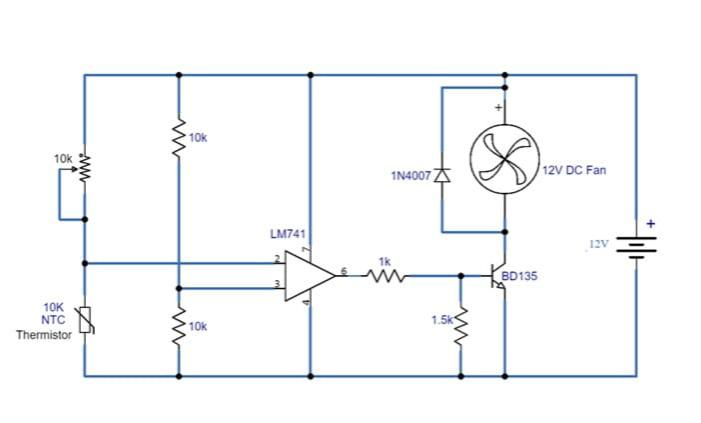 10k
10k
+
1N4007
12V DC Fan
LM741
7
2
3
6
4
1k
BD135
+
12V
10K
NTC
Thermistor
10k
1.5k